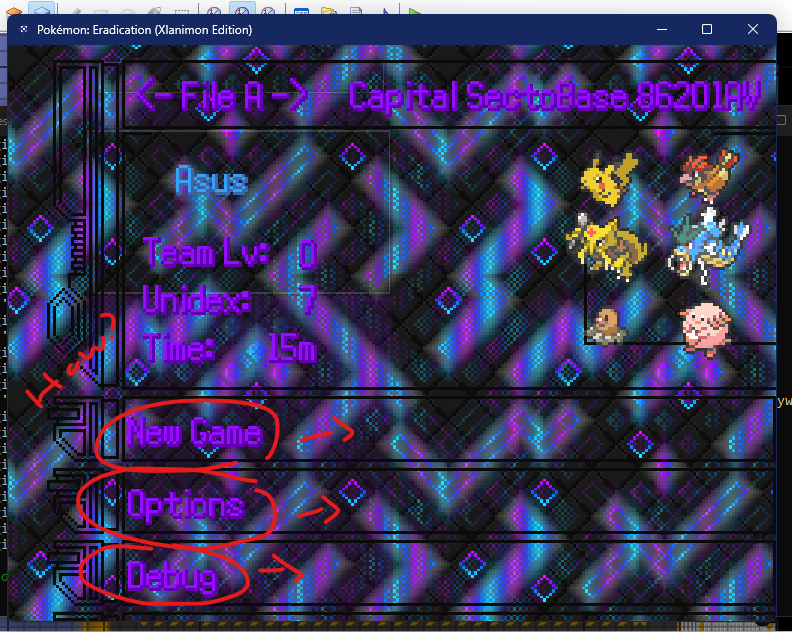 Pokémon: Eradication (Xlanimon Edition)
<- File A -> Capital SectoBase 86201AV
Asus
Team Lv: 0
Unidex: 7
Time: 15m
New Game
Options
Debug
yw